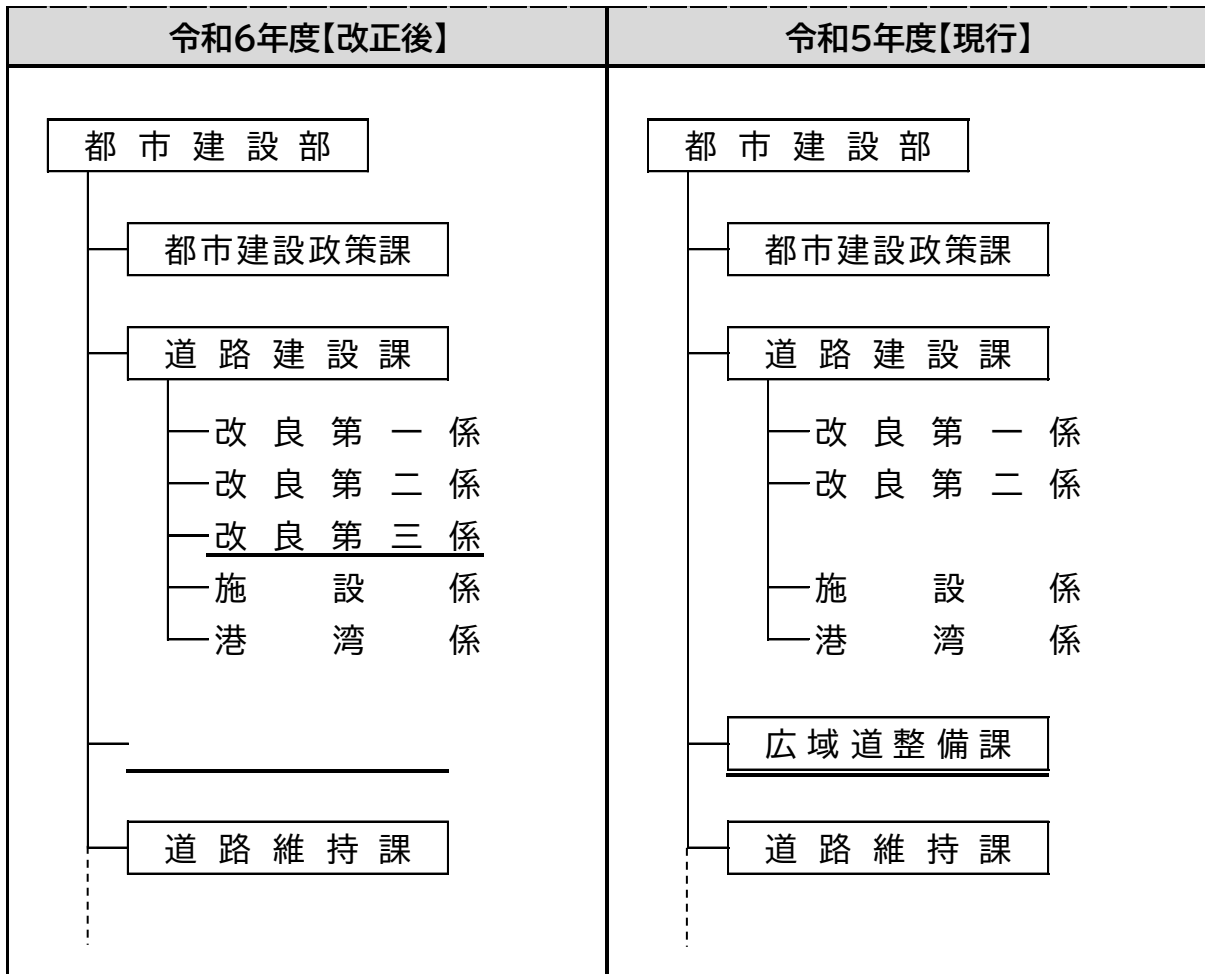 令和6年度【改正後】
都市建設部
都市建設政策課
道路建設課
改良第一係
改良第二係
改良第三係
施設係
港湾係
道路維持課
令和5年度【現行】
都市建設部
都市建設政策課
道路建設課
改良第一係
改良第二係
施設係
港湾係
広域道整備課
道路維持課